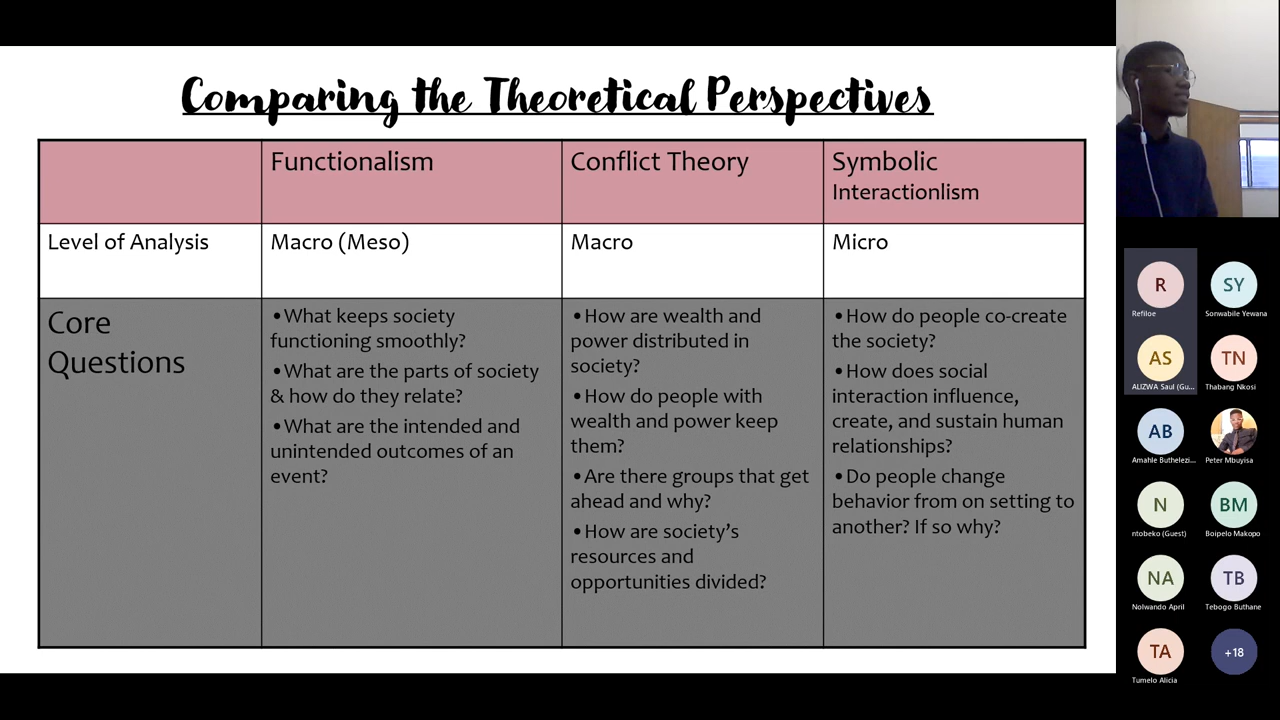 Comparing the Theoretical Perspectives
Functionalism
Conflict Theory
Symbolic
Interactionlism
Level of Analysis
Macro (Meso)
Macro
Micro
Core
Questions
•What keeps society
functioning smoothly?
•What are the parts of society
& how do they relate?
•What are the intended and
unintended outcomes of an
event?
•How are wealth and
power distributed in
society?
•How do people with
wealth and power keep
them?
•Are there groups that get
ahead and why?
•How are society’s
resources and
opportunities divided?
•How do people co-create
the society?
•How does social
interaction influence,
create, and sustain human
relationships?
•Do people change
behavior from on setting to
another? If so why?
R
Refiloe
SY
Sonwabile Yewana
AS
ALIZWA Saul (Gu...
TN
Thabang Nkosi
AB
Amahle Buthelezi...
Peter Mbuyisa
N
ntobeko (Guest)
BM
Boipelo Makopo
NA
Nolwando April
TB
Tebogo Buthane
TA
Tumelo Alicia
+18